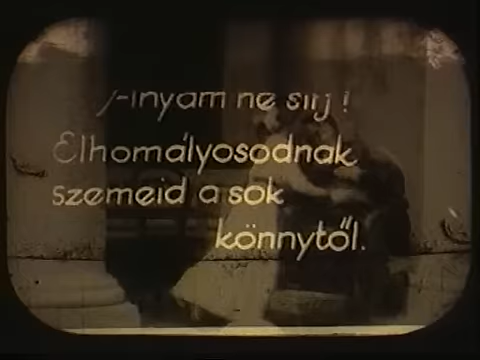 Anyám ne sírj!
Elhomályosodnak
szemeid a sok
könnytől.